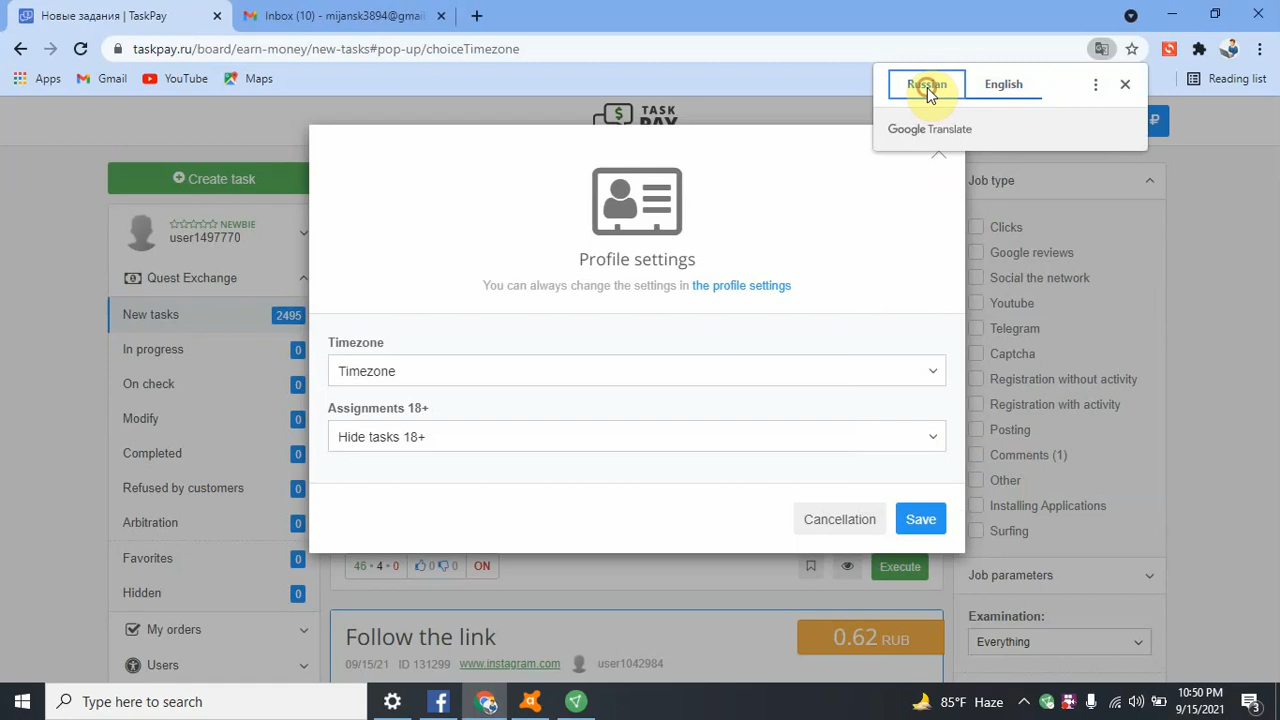 Новые задания | TaskPay
Inbox (10) - mijansk3894@gmail
taskpay.ru/board/earn-money/new-tasks#pop-up/choiceTimezone
Apps
Gmail
YouTube
Maps
Reading list
Russian
English
Google Translate
TASK
PAY
₽
Create task
NEWBIE
user1497770
Quest Exchange
New tasks 2495
In progress 0
On check 0
Modify 0
Completed 0
Refused by customers 0
Arbitration 0
Favorites 0
Hidden 0
My orders
Users
Profile settings
You can always change the settings in the profile settings
Timezone
Timezone
Assignments 18+
Hide tasks 18+
Cancellation
Save
46 • 4 • 0
0 0
ON
Execute
Follow the link
0.62 RUB
09/15/21 ID 131299 www.instagram.com user1042984
Job type
Clicks
Google reviews
Social the network
Youtube
Telegram
Captcha
Registration without activity
Registration with activity
Posting
Comments (1)
Other
Installing Applications
Surfing
Job parameters
Examination:
Everything
Type here to search
85°F Haze
10:50 PM
9/15/2021
3